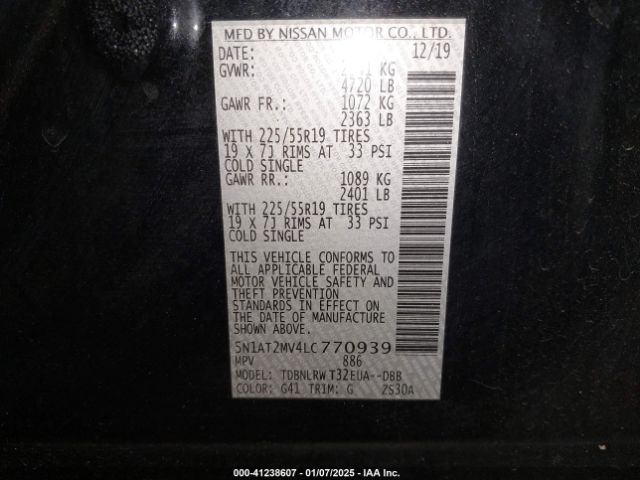 MFD BY NISSAN MOTOR CO., LTD.
DATE: 12/19
GVWR: KG
4720 LB
GAWR FR.: 1072 KG
2363 LB
WITH 225/55R19 TIRES
19 X 7J RIMS AT 33 PSI
COLD SINGLE
GAWR RR.: 1089 KG
2401 LB
WITH 225/55R19 TIRES
19 X 7J RIMS AT 33 PSI
COLD SINGLE
THIS VEHICLE CONFORMS TO
ALL APPLICABLE FEDERAL
MOTOR VEHICLE SAFETY AND
THEFT PREVENTION
STANDARDS IN EFFECT ON
THE DATE OF MANUFACTURE
SHOWN ABOVE.
5N1AT2MV4LC770939
MPV 886
MODEL: TDBNLRW T32EUA--DBB
COLOR: G41 TRIM: G 2S30A
000-41238607 - 01/07/2025 - IAA Inc.